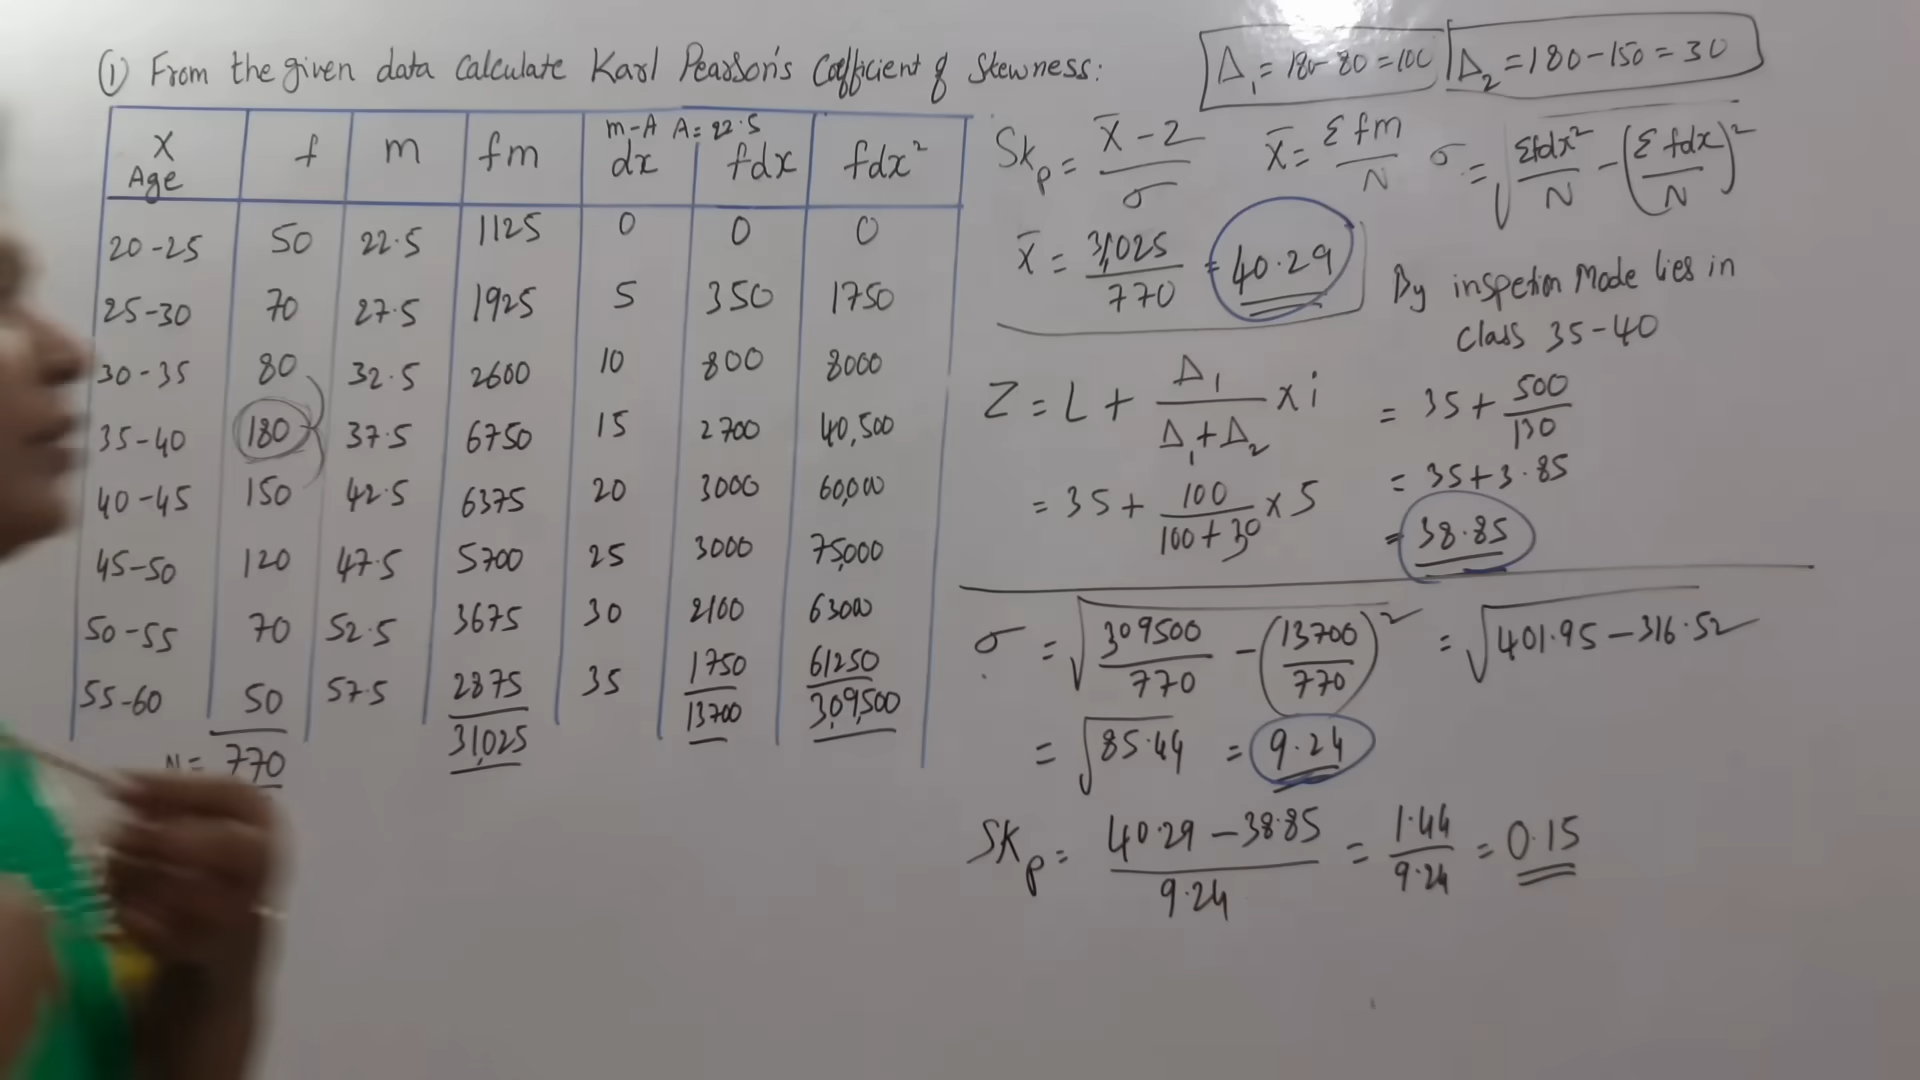 ① From the given data calculate Karl Pearson's Coefficient of Skewness:
Δ₁ = 180-80 = 100
Δ₂ = 180-150 = 30
m-A A = 22.5
X Age f m fm dx fdx fdx²
20-25 50 22.5 1125 0 0 0
25-30 70 27.5 1925 5 350 1750
30-35 80 32.5 2600 10 800 8000
35-40 180 37.5 6750 15 2700 40,500
40-45 150 42.5 6375 20 3000 60,000
45-50 120 47.5 5700 25 3000 75,000
50-55 70 52.5 3675 30 2100 63000
55-60 50 57.5 2875 35 1750 61250
N = 770 31,025 13700 3,09,500
Skp = (X̄ - Z)/σ X̄ = Σfm/N σ = √(Σfdx²/N - (Σfdx/N)²)
X̄ = 31,025/770 = 40.29
By inspetion Mode lies in
class 35-40
Z = L + Δ₁/(Δ₁+Δ₂) x i
= 35 + 100/(100+30) x 5
= 35 + 500/130
= 35 + 3.85
= 38.85
σ = √(309500/770 - (13700/770)²) = √(401.95 - 316.52)
= √85.44 = 9.24
SKp = (40.29 - 38.85)/9.24 = 1.44/9.24 = 0.15